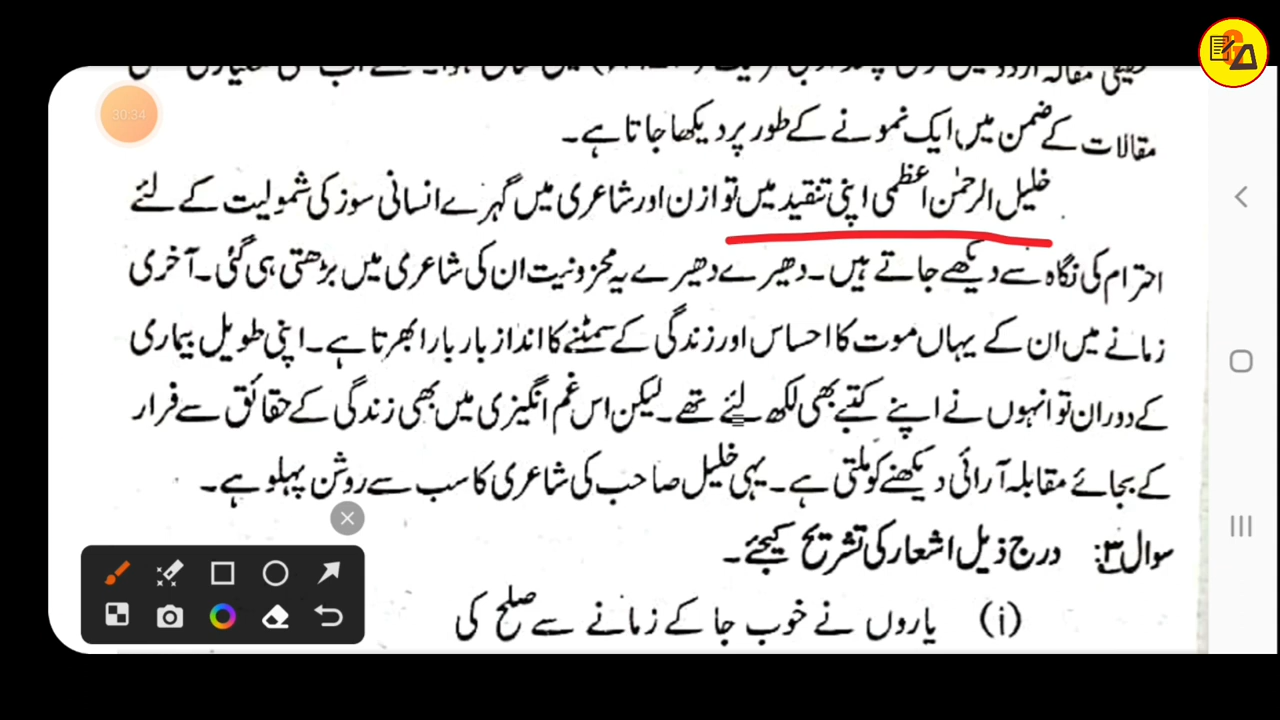 مقالات کے ضمن میں ایک نمونے کے طور پر دیکھا جاتا ہے۔
خلیل الرحمٰن اعظمی اپنی تنقید میں توازن اور شاعری میں گہرے انسانی سوز کی شمولیت کے لئے
احترام کی نگاہ سے دیکھے جاتے ہیں۔ دھیرے دھیرے یہ محزونیت ان کی شاعری میں بڑھتی ہی گئی۔ آخری
زمانے میں ان کے یہاں موت کا احساس اور زندگی کے سمٹنے کا انداز بار بار ابھرتا ہے۔ اپنی طویل بیماری
کے دوران تو انہوں نے اپنے کتبے بھی لکھ لئے تھے۔ لیکن اس غم انگیزی میں بھی زندگی کے حقائق سے فرار
کے بجائے مقابلہ آرائی دیکھنے کو ملتی ہے۔ یہی خلیل صاحب کی شاعری کا سب سے روشن پہلو ہے۔
سوال ۳: درج ذیل اشعار کی تشریح کیجئے۔
(i) یاروں نے خوب جا کے زمانے سے صلح کی
30:34